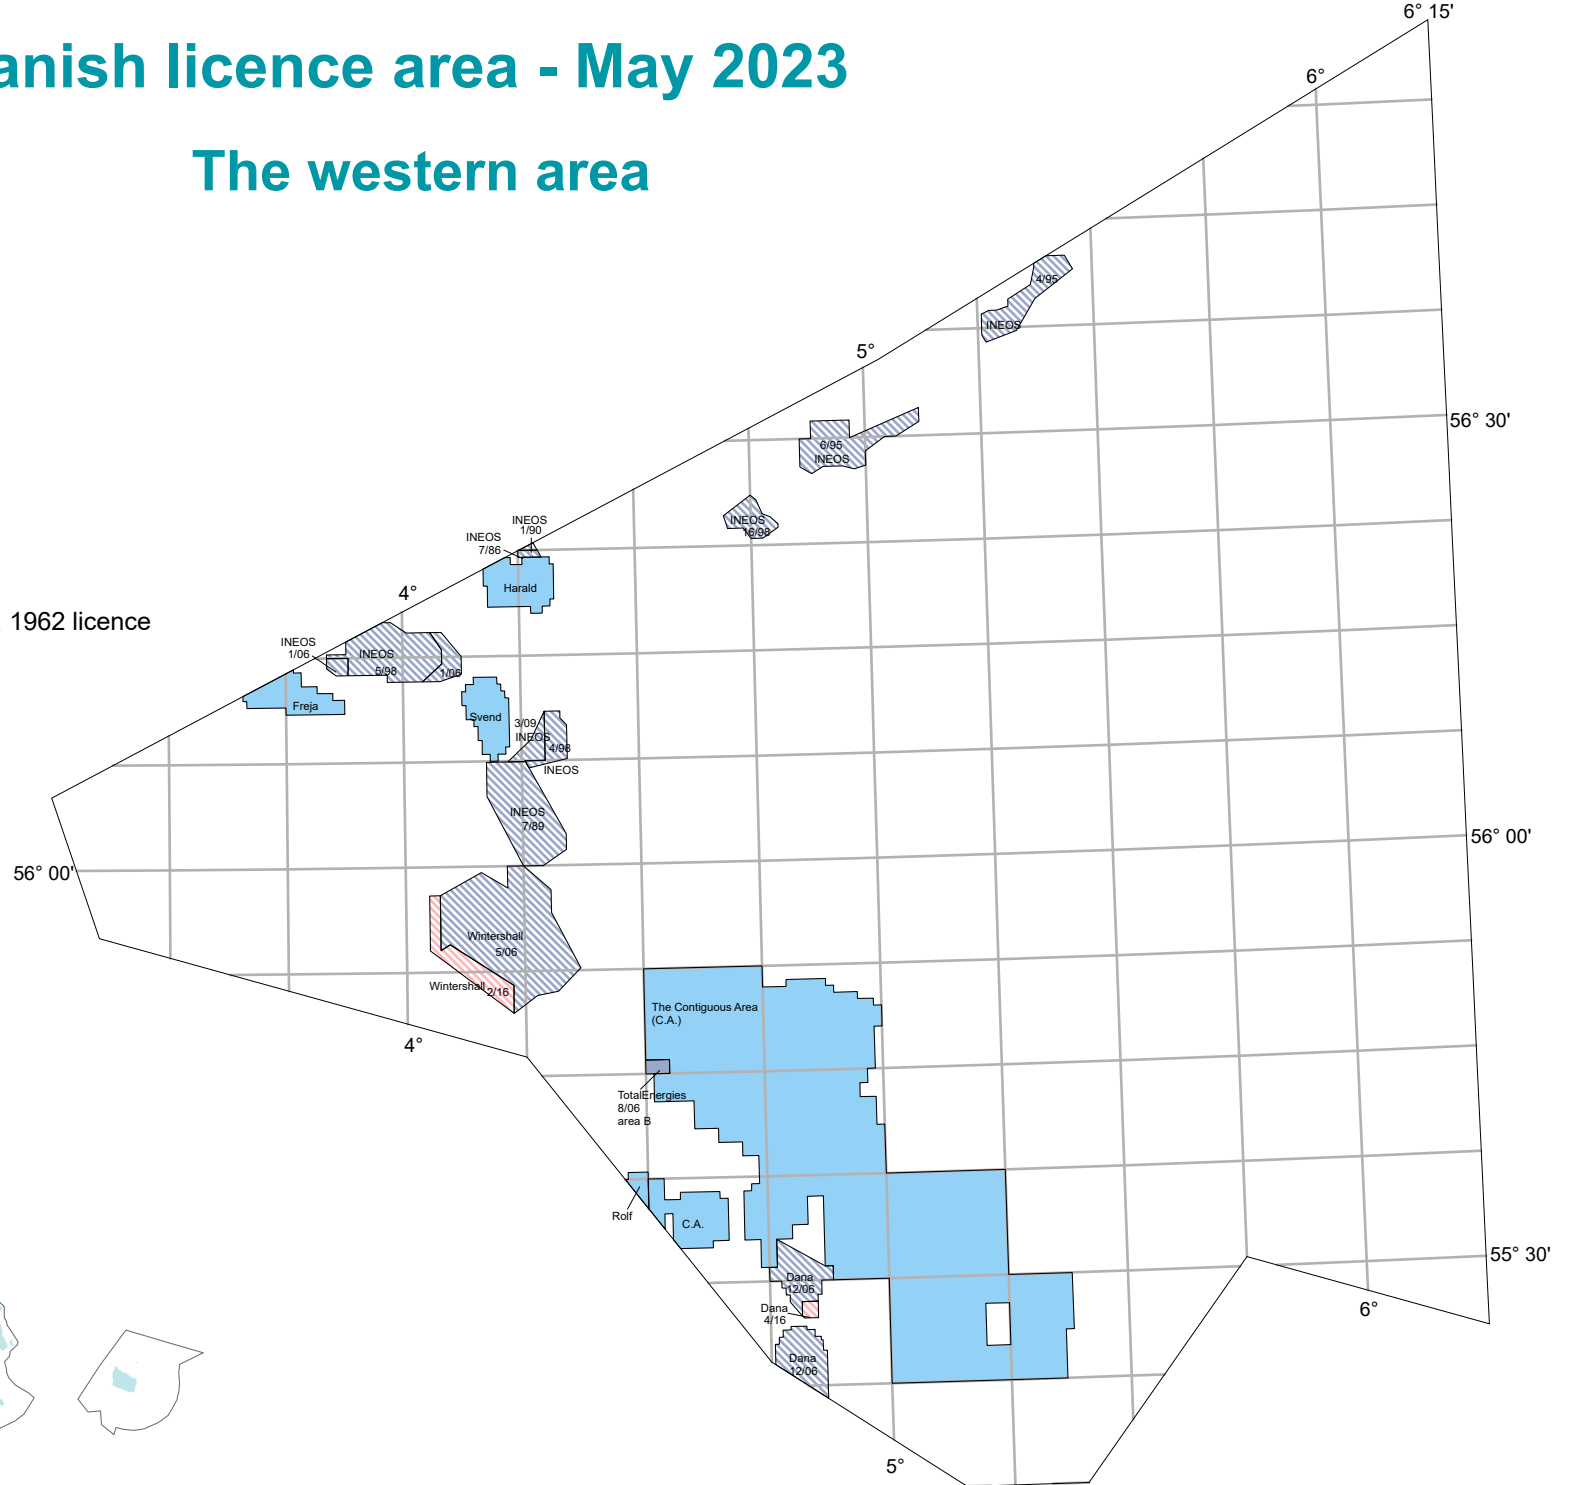 anish licence area - May 2023
The western area
6° 15'
6°
4/95
INEOS
5°
56° 30'
6/95
INEOS
INEOS
16/98
INEOS
1/90
INEOS
7/86
Harald
4°
1962 licence
INEOS
1/06
INEOS
5/98
1/06
Freja
Svend
3/09
INEOS
4/98
INEOS
INEOS
7/89
56° 00'
56° 00'
Wintershall
5/06
Wintershall
2/16
The Contiguous Area
(C.A.)
4°
TotalEnergies
8/06
area B
Rolf
C.A.
55° 30'
Dana
12/06
Dana
4/16
6°
Dana
12/06
5°